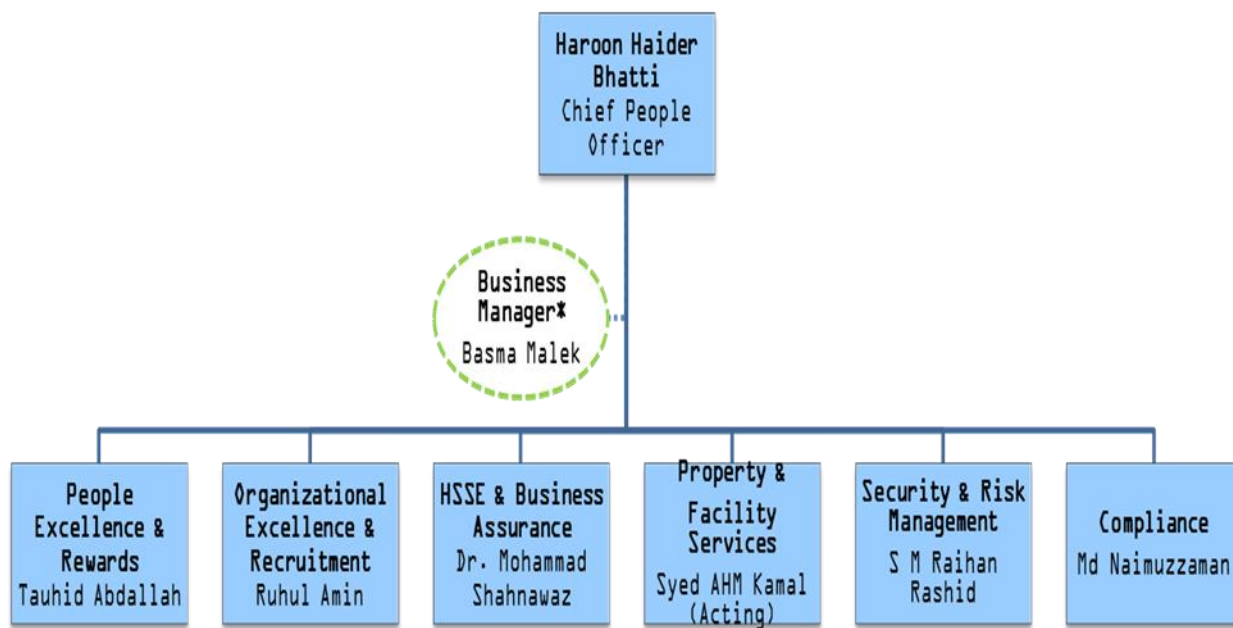 Haroon Haider
Bhatti
Chief People
Officer
Business
Manager*
Basma Malek
People
Excellence &
Rewards
Tauhid Abdallah
Organizational
Excellence &
Recruitment
Ruhul Amin
HSSE & Business
Assurance
Dr. Mohammad
Shahnawaz
Property &
Facility
Services
Syed AHM Kamal
(Acting)
Security & Risk
Management
S M Raihan
Rashid
Compliance
Md Naimuzzaman